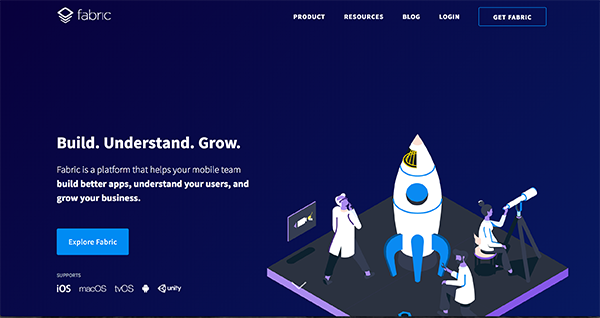 fabric
PRODUCT RESOURCES BLOG LOGIN GET FABRIC
Build. Understand. Grow.
Fabric is a platform that helps your mobile team
build better apps, understand your users, and
grow your business.
Explore Fabric
SUPPORTS
iOS macOS tvOS unity